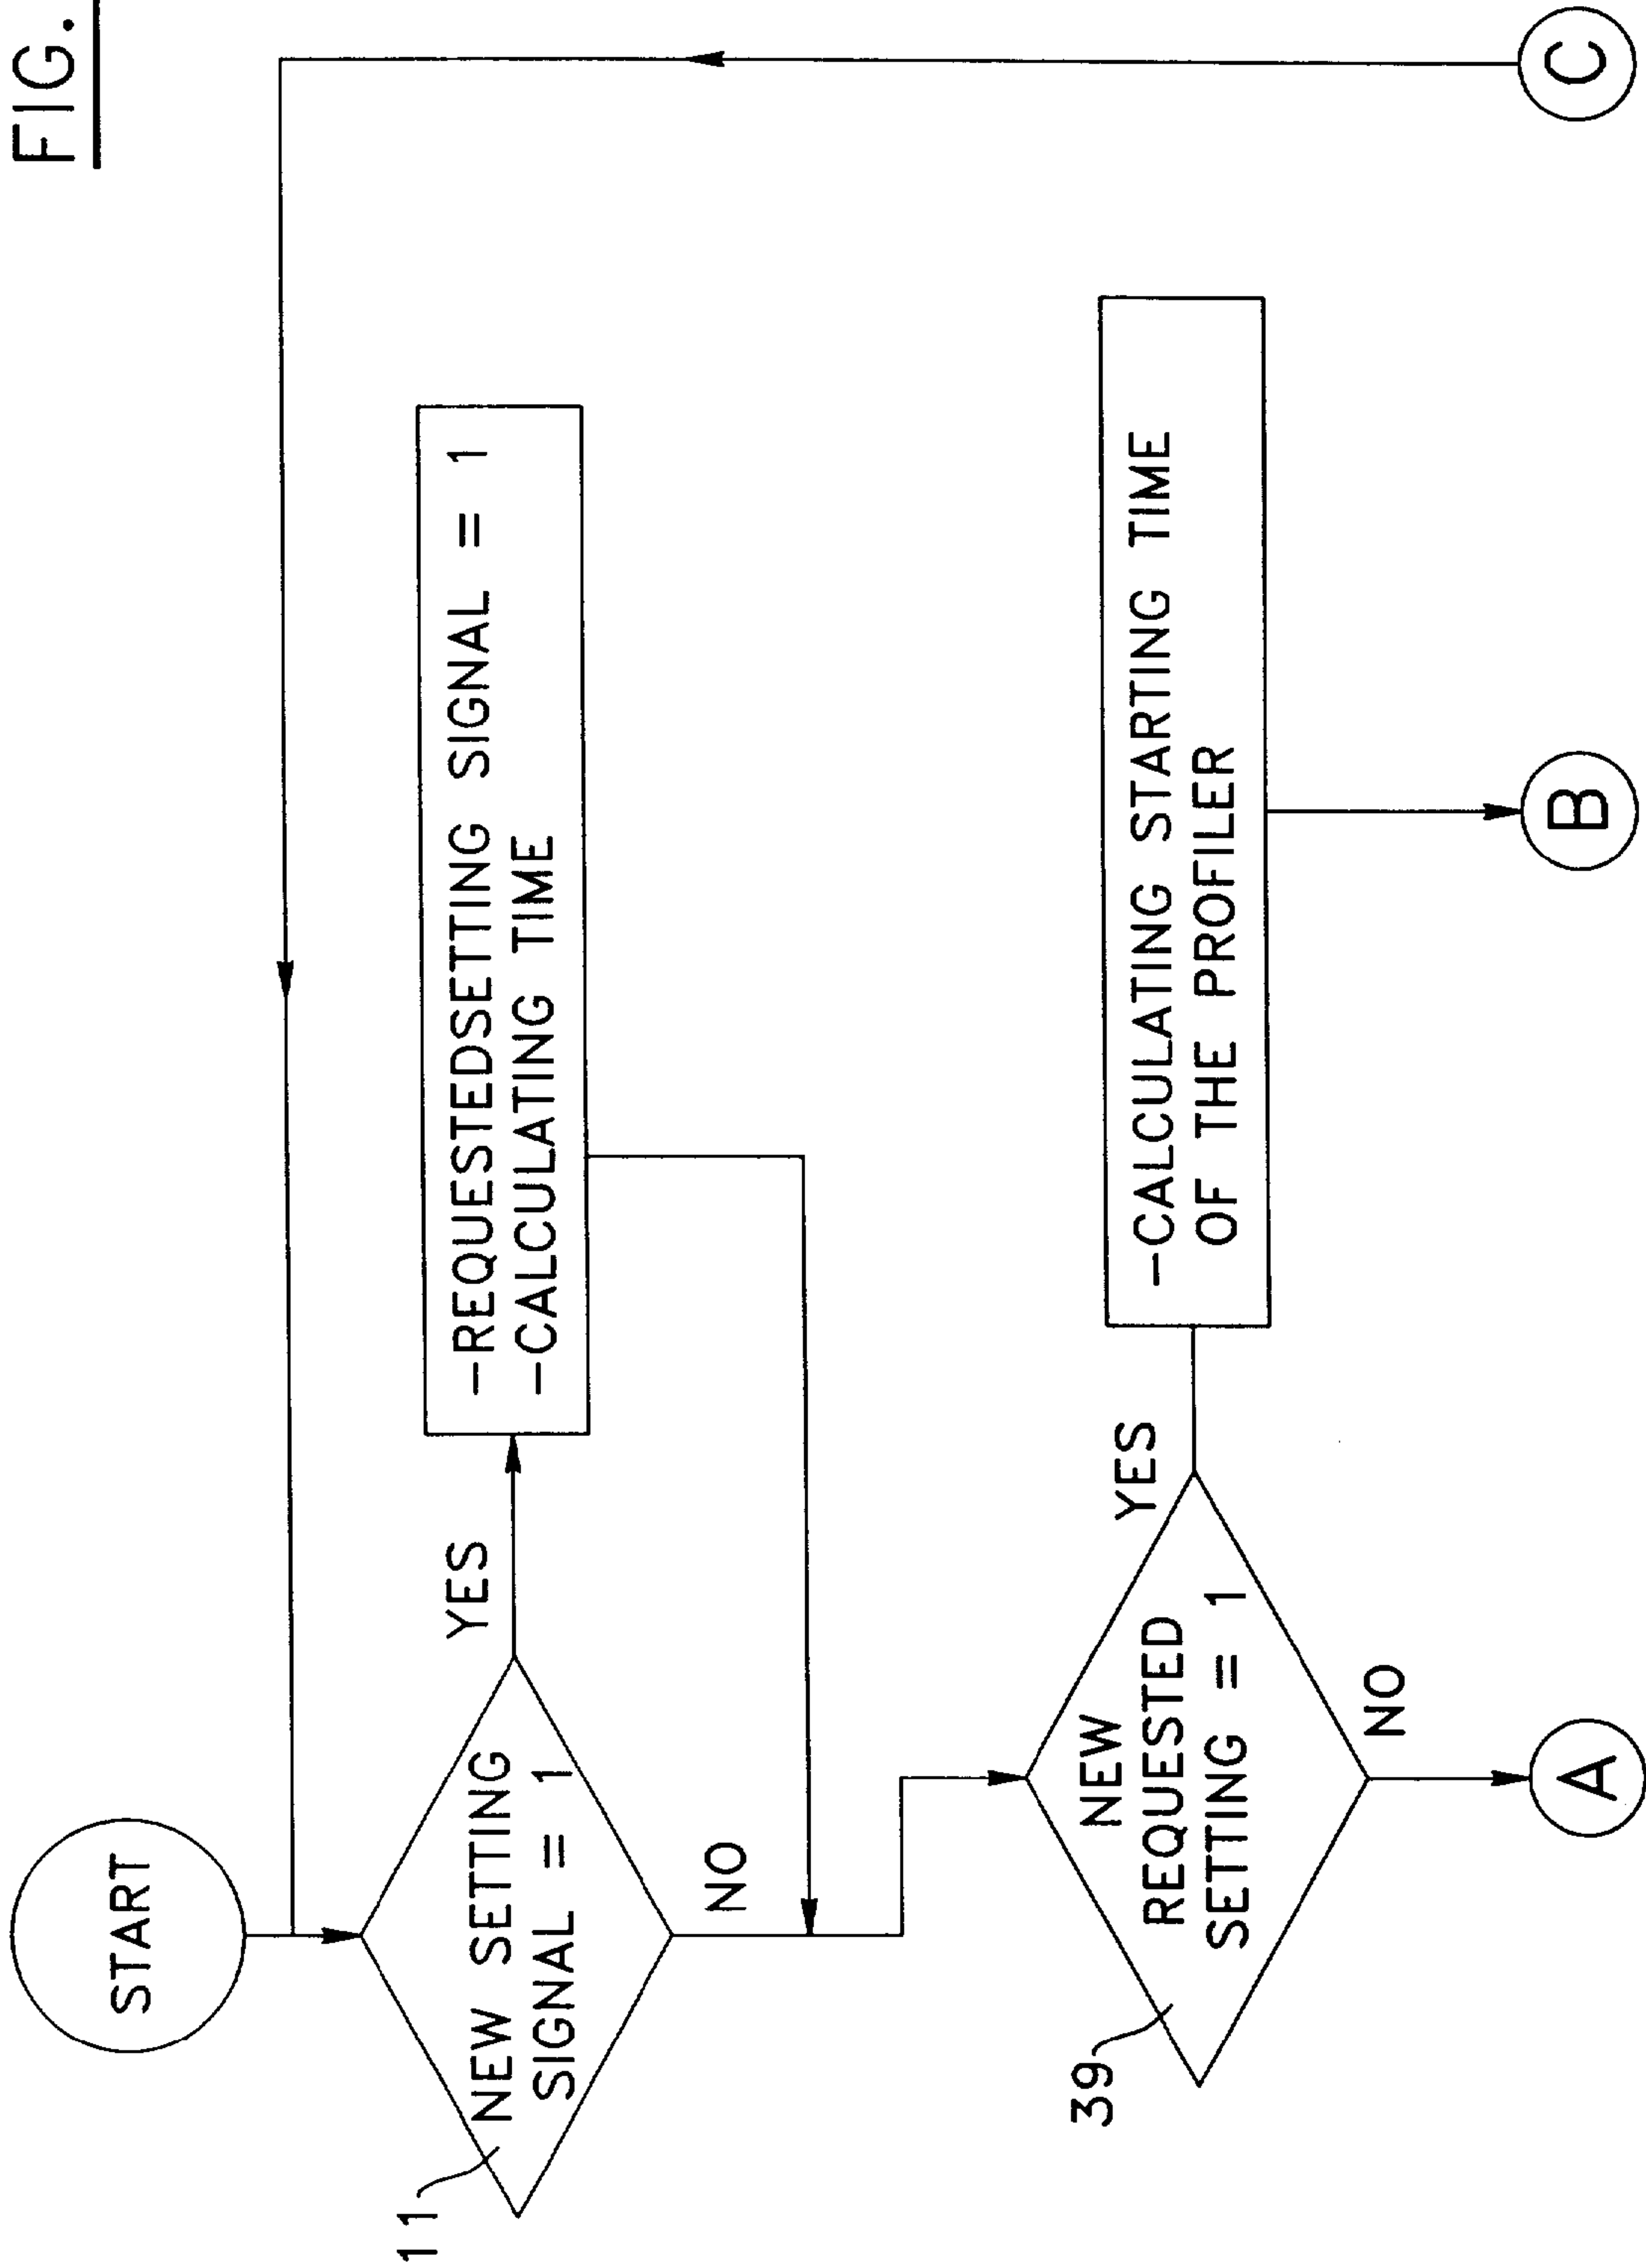 FIG.
START
11
NEW SETTING
SIGNAL = 1
YES
-REQUESTEDSETTING SIGNAL = 1
-CALCULATING TIME
NO
39
NEW
REQUESTED
SETTING = 1
YES
-CALCULATING STARTING TIME
OF THE PROFILER
NO
A
B
C